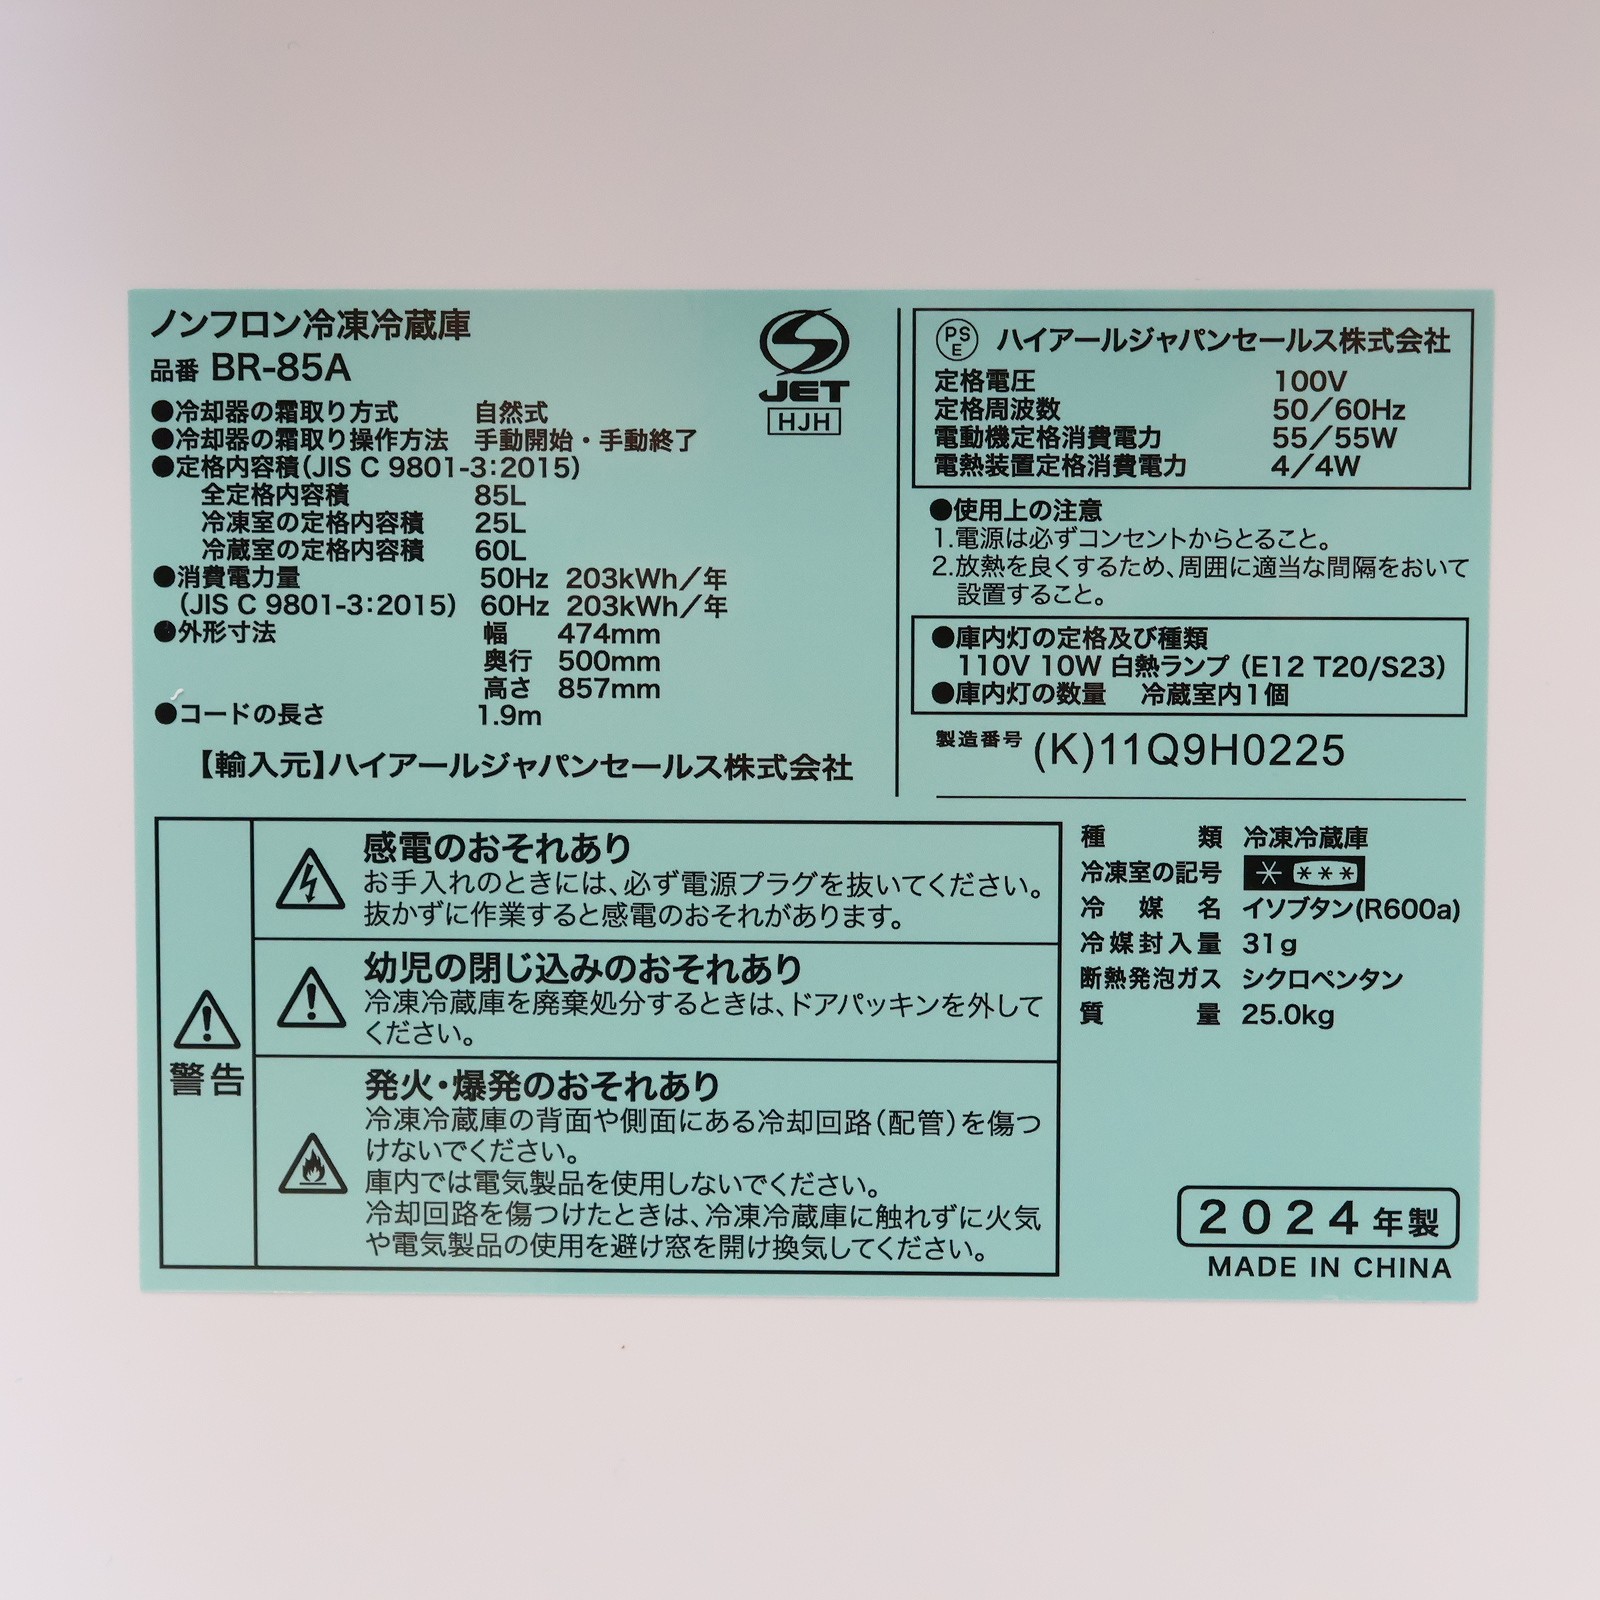 ノンフロン冷凍冷蔵庫
品番 BR-85A
JET
HJH
●冷却器の霜取り方式 自然式
●冷却器の霜取り操作方法 手動開始・手動終了
●定格内容積(JIS C 9801-3:2015)
全定格内容積 85L
冷凍室の定格内容積 25L
冷蔵室の定格内容積 60L
●消費電力量 50Hz 203kWh/年
(JIS C 9801-3:2015) 60Hz 203kWh/年
●外形寸法 幅 474mm
奥行 500mm
高さ 857mm
●コードの長さ 1.9m
【輸入元】ハイアールジャパンセールス株式会社
PS
E
ハイアールジャパンセールス株式会社
定格電圧 100V
定格周波数 50/60Hz
電動機定格消費電力 55/55W
電熱装置定格消費電力 4/4W
●使用上の注意
1.電源は必ずコンセントからとること。
2.放熱を良くするため、周囲に適当な間隔をおいて
設置すること。
●庫内灯の定格及び種類
110V 10W 白熱ランプ (E12 T20/S23)
●庫内灯の数量 冷蔵室内1個
製造番号 (K)11Q9H0225
警告
感電のおそれあり
お手入れのときには、必ず電源プラグを抜いてください。
抜かずに作業すると感電のおそれがあります。
幼児の閉じ込みのおそれあり
冷凍冷蔵庫を廃棄処分するときは、ドアパッキンを外して
ください。
発火・爆発のおそれあり
冷凍冷蔵庫の背面や側面にある冷却回路(配管)を傷つ
けないでください。
庫内では電気製品を使用しないでください。
冷却回路を傷つけたときは、冷凍冷蔵庫に触れずに火気
や電気製品の使用を避け窓を開け換気してください。
種類 冷凍冷蔵庫
冷凍室の記号 * ***
冷媒名 イソブタン(R600a)
冷媒封入量 31g
断熱発泡ガス シクロペンタン
質量 25.0kg
2024年製
MADE IN CHINA